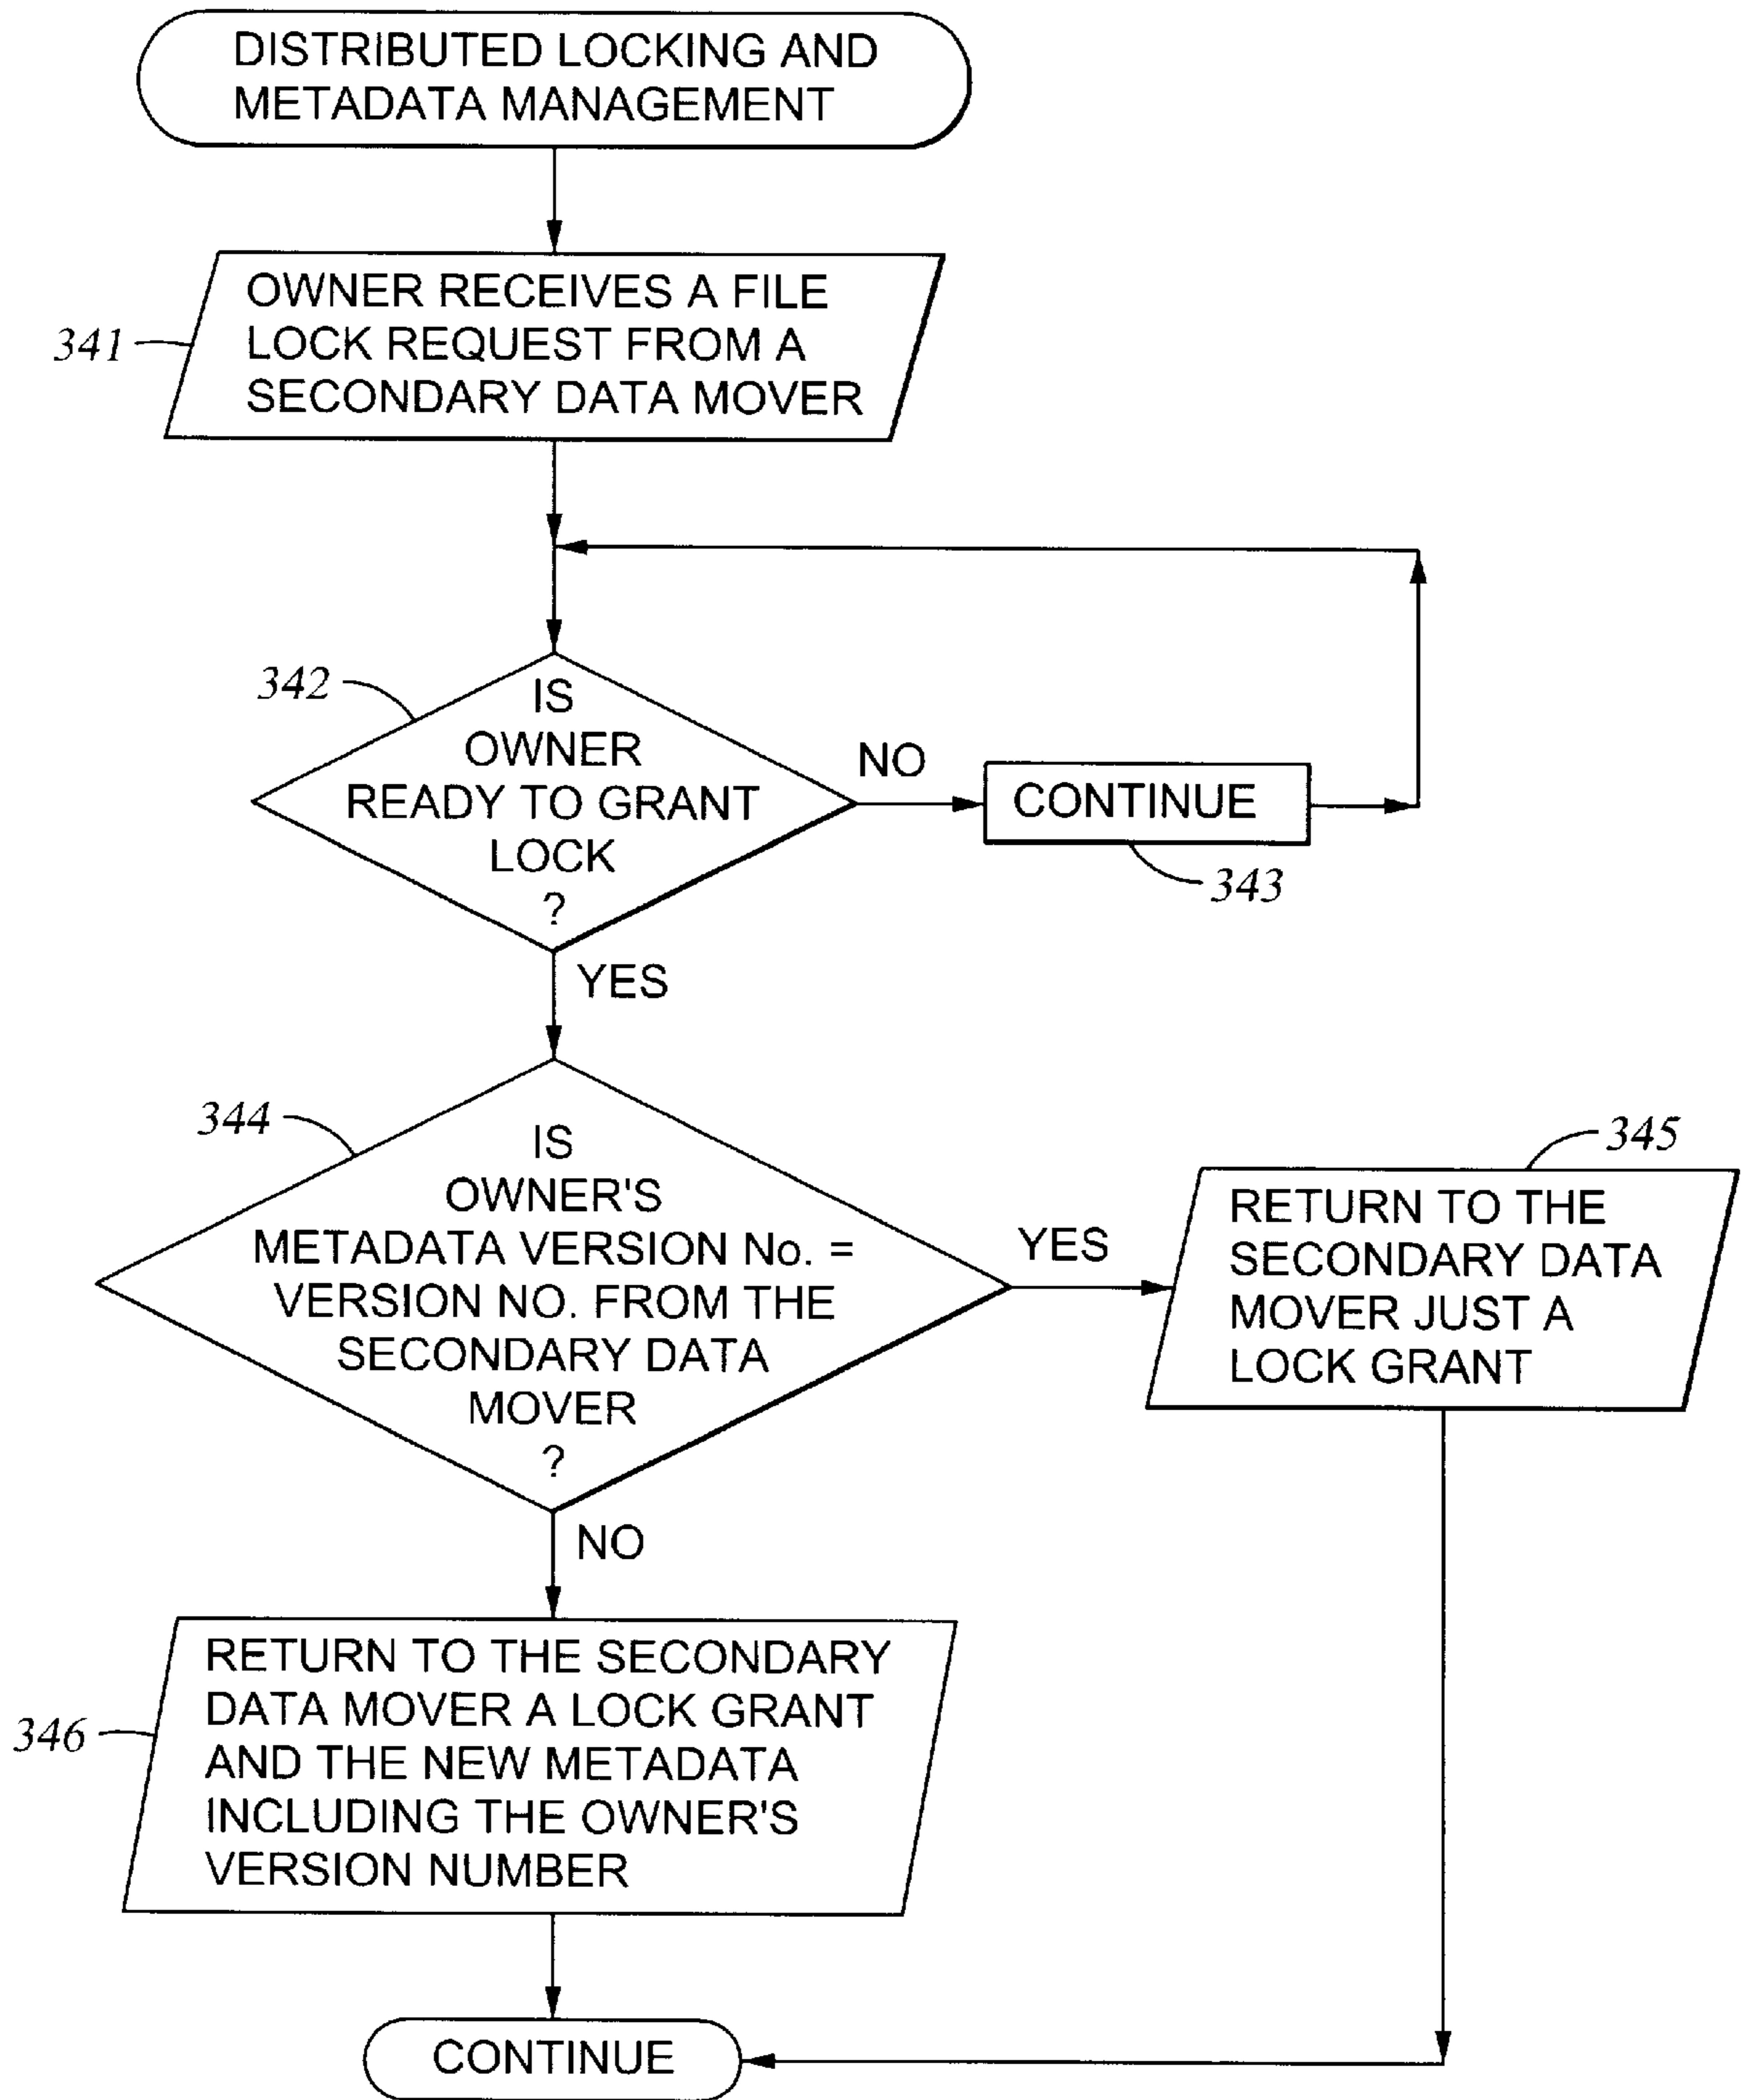 DISTRIBUTED LOCKING AND
METADATA MANAGEMENT
341
OWNER RECEIVES A FILE
LOCK REQUEST FROM A
SECONDARY DATA MOVER
342
IS
OWNER
READY TO GRANT
LOCK
?
NO
CONTINUE
343
YES
344
IS
OWNER'S
METADATA VERSION No. =
VERSION NO. FROM THE
SECONDARY DATA
MOVER
?
YES
345
RETURN TO THE
SECONDARY DATA
MOVER JUST A
LOCK GRANT
NO
346
RETURN TO THE SECONDARY
DATA MOVER A LOCK GRANT
AND THE NEW METADATA
INCLUDING THE OWNER'S
VERSION NUMBER
CONTINUE